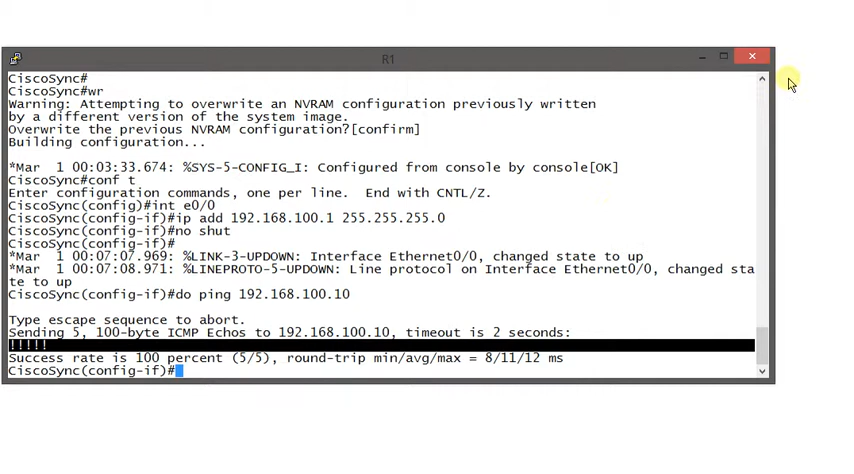 R1
CiscoSync#
CiscoSync#wr
Warning: Attempting to overwrite an NVRAM configuration previously written
by a different version of the system image.
Overwrite the previous NVRAM configuration?[confirm]
Building configuration...
*Mar  1 00:03:33.674: %SYS-5-CONFIG_I: Configured from console by console[OK]
CiscoSync#conf t
Enter configuration commands, one per line.  End with CNTL/Z.
CiscoSync(config)#int e0/0
CiscoSync(config-if)#ip add 192.168.100.1 255.255.255.0
CiscoSync(config-if)#no shut
CiscoSync(config-if)#
*Mar  1 00:07:07.969: %LINK-3-UPDOWN: Interface Ethernet0/0, changed state to up
*Mar  1 00:07:08.971: %LINEPROTO-5-UPDOWN: Line protocol on Interface Ethernet0/0, changed sta
te to up
CiscoSync(config-if)#do ping 192.168.100.10
Type escape sequence to abort.
Sending 5, 100-byte ICMP Echos to 192.168.100.10, timeout is 2 seconds:
!!!!!
Success rate is 100 percent (5/5), round-trip min/avg/max = 8/11/12 ms
CiscoSync(config-if)#